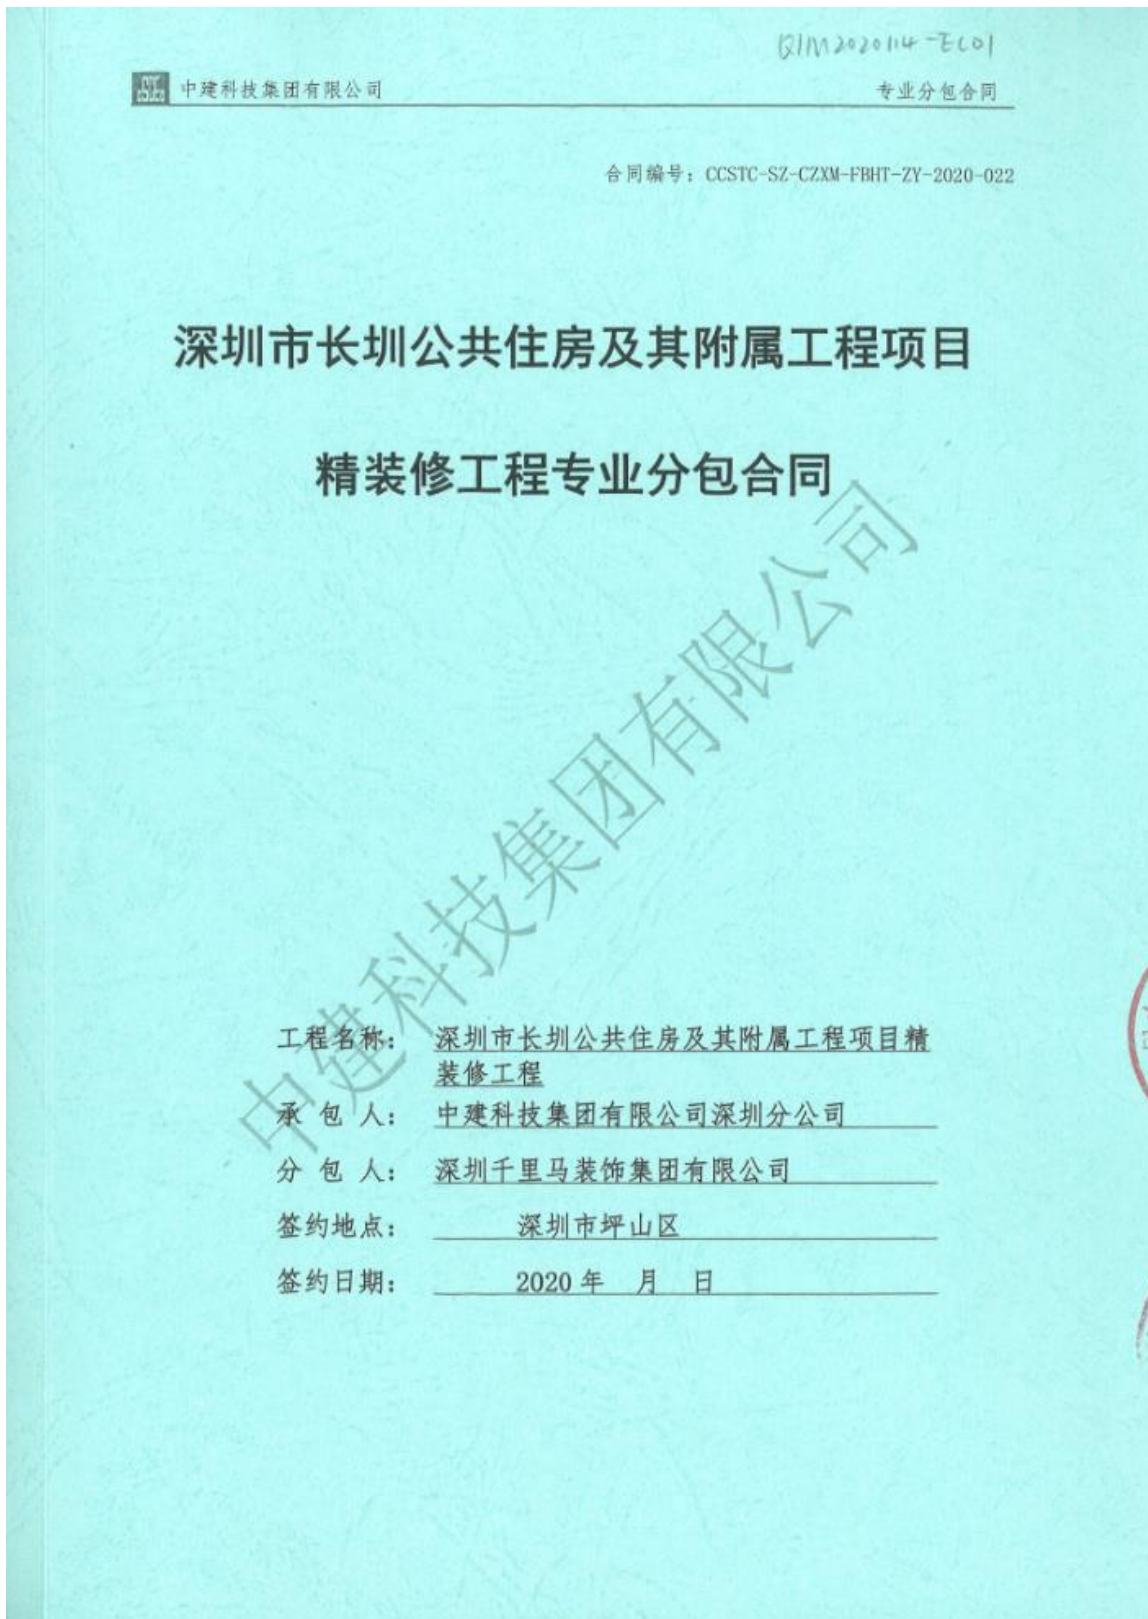 QIM2020114-EC01
中建科技集团有限公司 专业分包合同
合同编号：CCSTC-SZ-CZXM-FBHT-ZY-2020-022
深圳市长圳公共住房及其附属工程项目
精装修工程专业分包合同
中建科技集团有限公司
工程名称： 深圳市长圳公共住房及其附属工程项目精
装修工程
承 包 人： 中建科技集团有限公司深圳分公司
分 包 人： 深圳千里马装饰集团有限公司
签约地点： 深圳市坪山区
签约日期： 2020 年 月 日